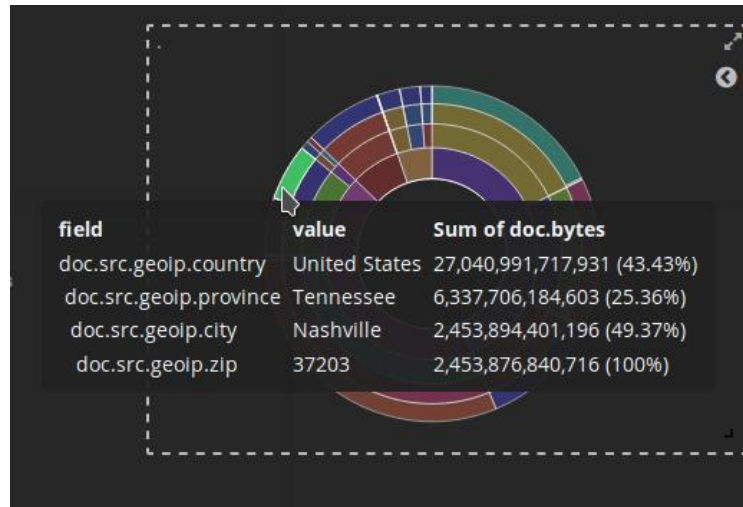 field value Sum of doc.bytes
doc.src.geoip.country United States 27,040,991,717,931 (43.43%)
doc.src.geoip.province Tennessee 6,337,706,184,603 (25.36%)
doc.src.geoip.city Nashville 2,453,894,401,196 (49.37%)
doc.src.geoip.zip 37203 2,453,876,840,716 (100%)